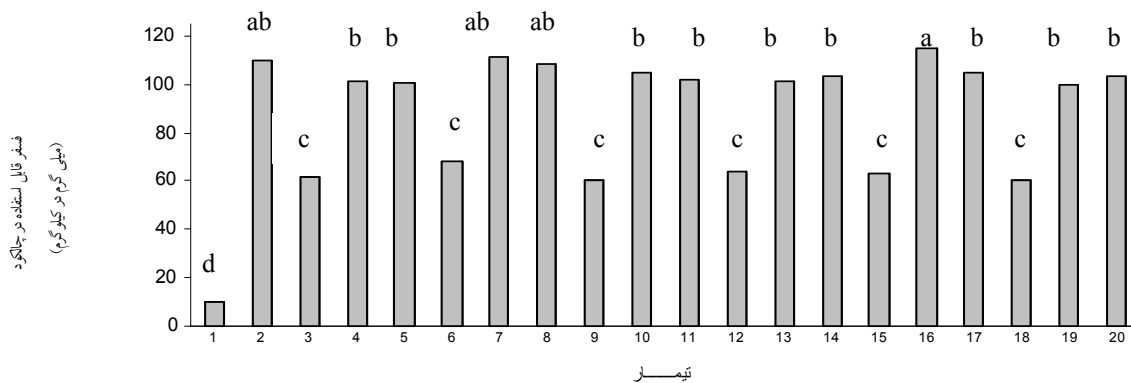 120
100
80
60
40
20
0
فسفر قابل استفاده در چالکود
(میلی گرم در کیلوگرم)
d ab c b b c ab ab c b b c b b c a b c b b
1 2 3 4 5 6 7 8 9 10 11 12 13 14 15 16 17 18 19 20
تیمـــــار